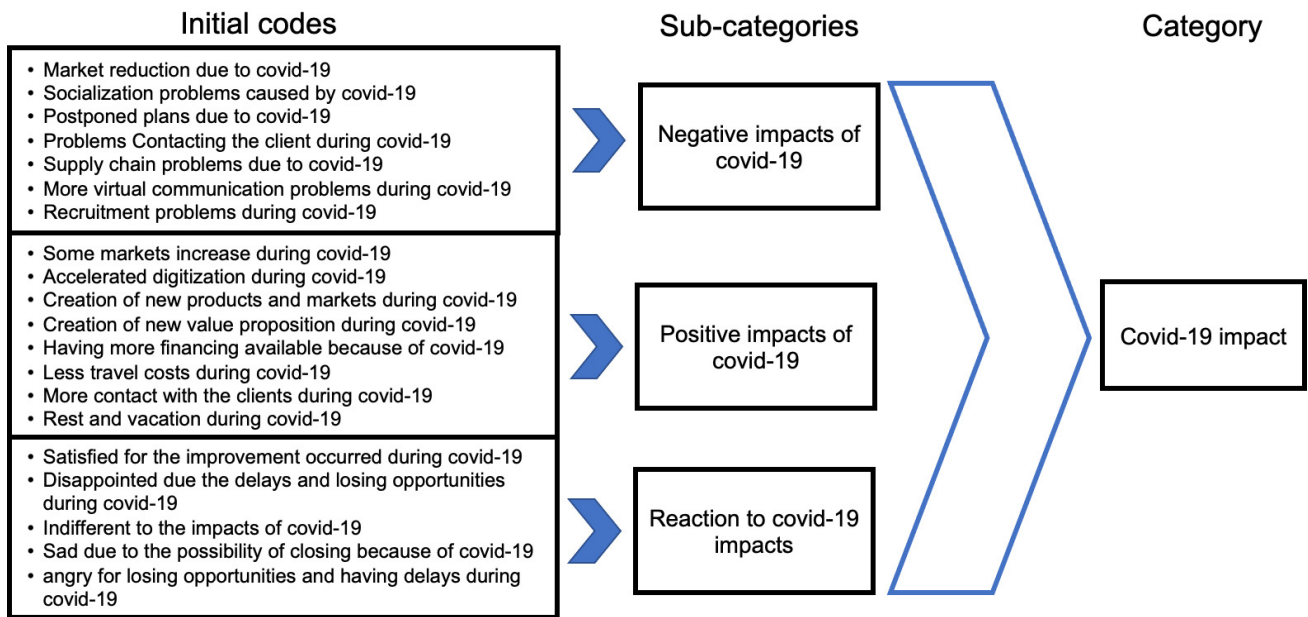 Initial codes
Sub-categories
Category
• Market reduction due to covid-19
• Socialization problems caused by covid-19
• Postponed plans due to covid-19
• Problems Contacting the client during covid-19
• Supply chain problems due to covid-19
• More virtual communication problems during covid-19
• Recruitment problems during covid-19
Negative impacts of
covid-19
• Some markets increase during covid-19
• Accelerated digitization during covid-19
• Creation of new products and markets during covid-19
• Creation of new value proposition during covid-19
• Having more financing available because of covid-19
• Less travel costs during covid-19
• More contact with the clients during covid-19
• Rest and vacation during covid-19
Positive impacts of
covid-19
• Satisfied for the improvement occurred during covid-19
• Disappointed due the delays and losing opportunities
during covid-19
• Indifferent to the impacts of covid-19
• Sad due to the possibility of closing because of covid-19
• angry for losing opportunities and having delays during
covid-19
Reaction to covid-19
impacts
Covid-19 impact